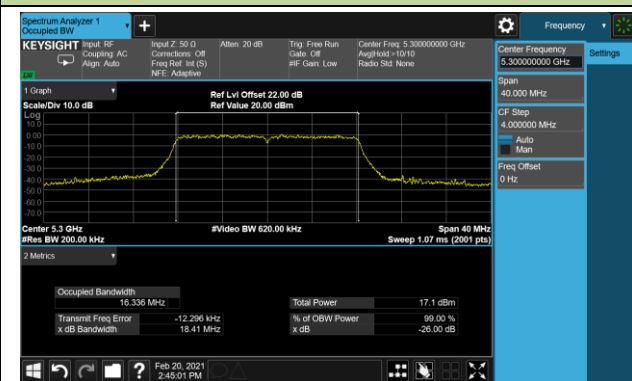 Spectrum Analyzer 1
Occupied BW
Frequency
KEYSIGHT
Input: RF
Coupling: AC
Align: Auto
Input Z: 50 Ω
Corrections: Off
Freq Ref: Int (S)
NFE: Adaptive
Atten: 20 dB
Trig: Free Run
Gate: Off
#IF Gain: Low
Center Freq: 5.300000000 GHz
Avg|Hold:>10/10
Radio Std: None
Center Frequency
5.300000000 GHz
Settings
Span
40.000 MHz
CF Step
4.000000 MHz
Auto
Man
Freq Offset
0 Hz
1 Graph
Scale/Div 10.0 dB
Ref Lvl Offset 22.00 dB
Ref Value 20.00 dBm
Log
10.0
0.00
-10.0
-20.0
-30.0
-40.0
-50.0
-60.0
-70.0
Center 5.3 GHz
#Res BW 200.00 kHz
#Video BW 620.00 kHz
Span 40 MHz
Sweep 1.07 ms (2001 pts)
2 Metrics
Occupied Bandwidth
16.336 MHz
Total Power 17.1 dBm
Transmit Freq Error -12.296 kHz
% of OBW Power 99.00 %
x dB Bandwidth 18.41 MHz
x dB -26.00 dB
?
Feb 20, 2021
2:45:01 PM